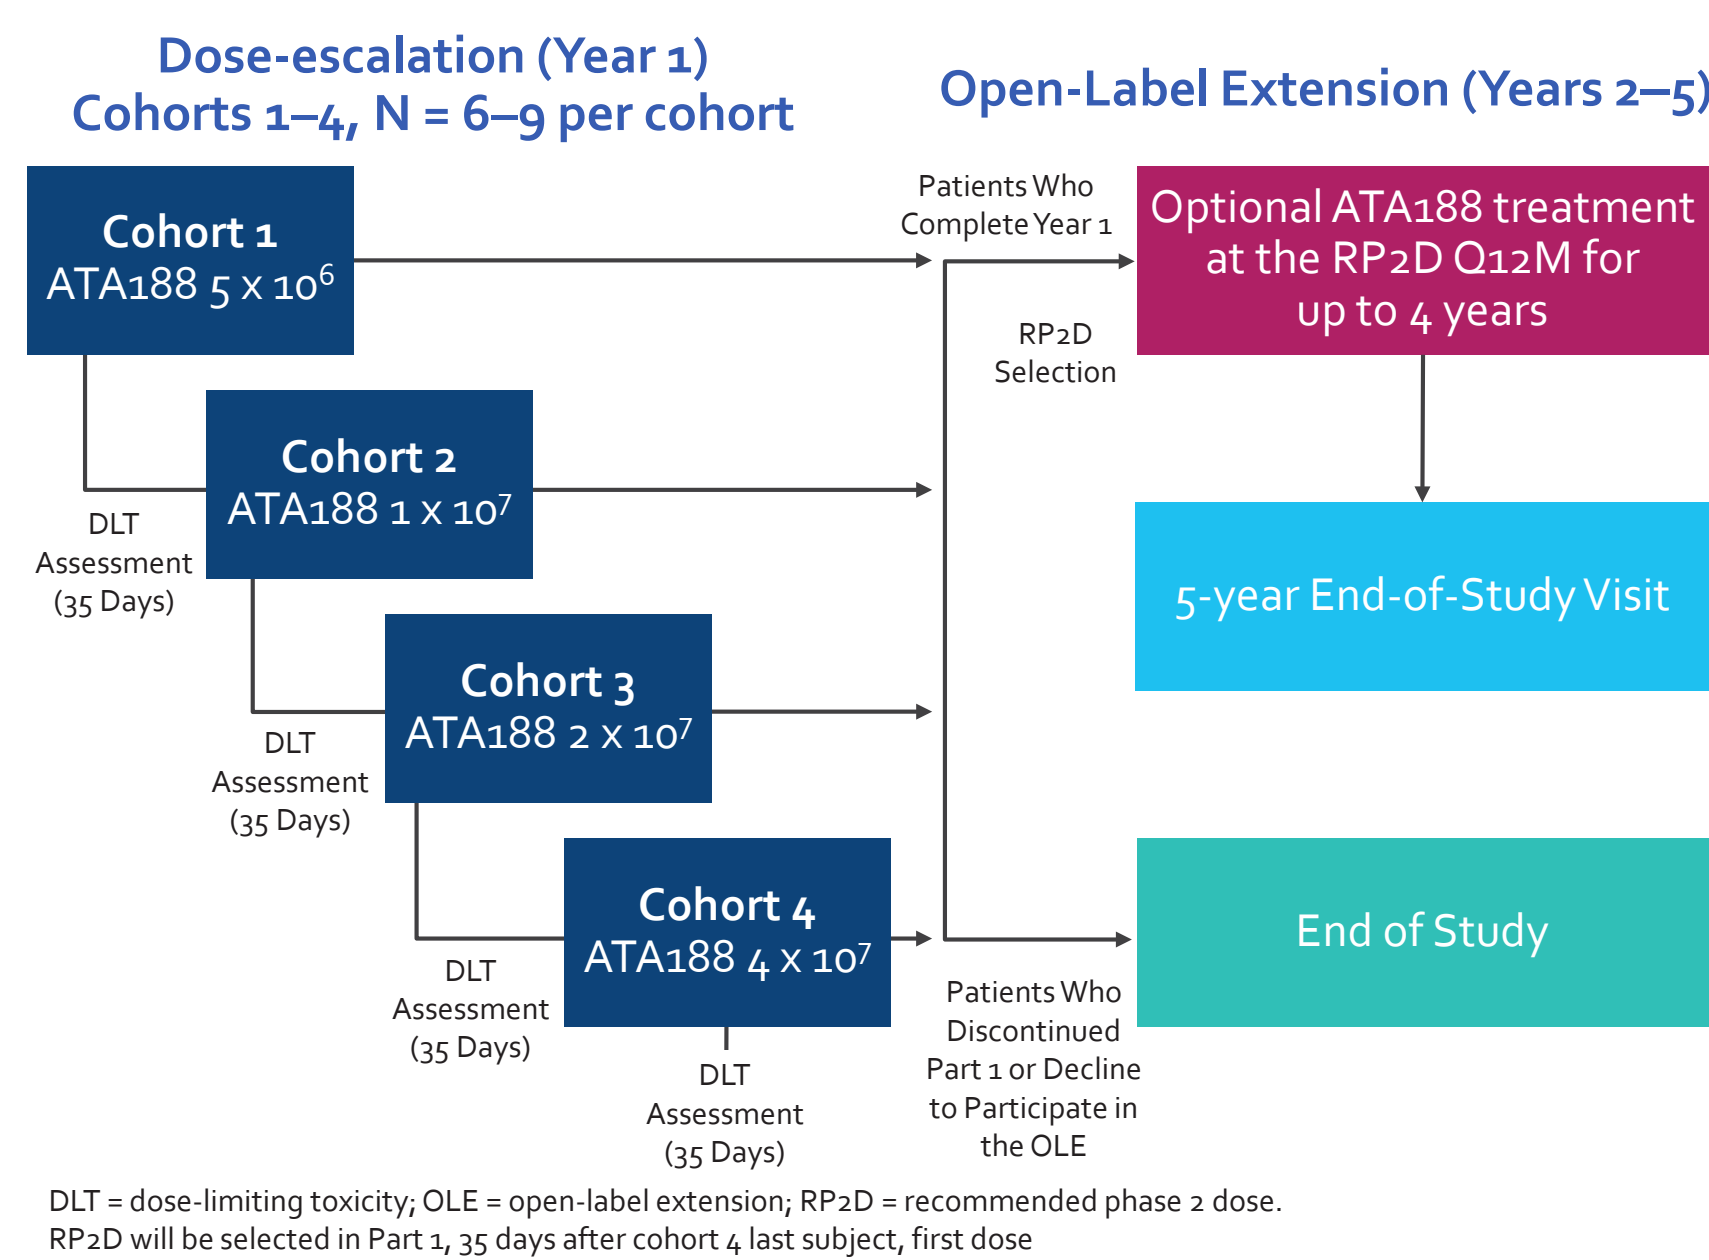 Dose-escalation (Year 1)
Cohorts 1–4, N = 6–9 per cohort
Open-Label Extension (Years 2–5)
Cohort 1
ATA188 5 x 10⁶
DLT
Assessment
(35 Days)
Cohort 2
ATA188 1 x 10⁷
DLT
Assessment
(35 Days)
Cohort 3
ATA188 2 x 10⁷
DLT
Assessment
(35 Days)
Cohort 4
ATA188 4 x 10⁷
DLT
Assessment
(35 Days)
Patients Who
Complete Year 1
RP2D
Selection
Optional ATA188 treatment
at the RP2D Q12M for
up to 4 years
5-year End-of-Study Visit
Patients Who
Discontinued
Part 1 or Decline
to Participate in
the OLE
End of Study
DLT = dose-limiting toxicity; OLE = open-label extension; RP2D = recommended phase 2 dose.
RP2D will be selected in Part 1, 35 days after cohort 4 last subject, first dose